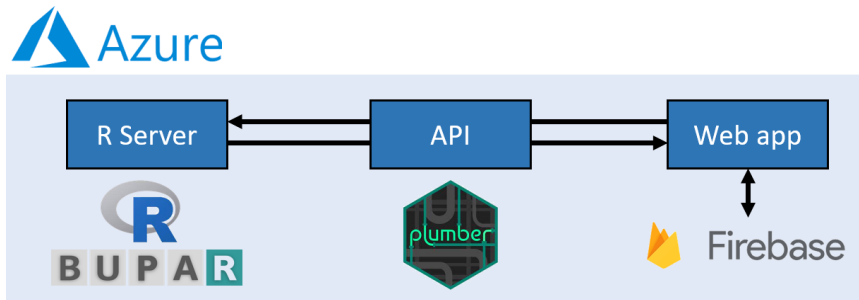 Azure
R Server
API
Web app
R
BUPAR
plumber
Firebase